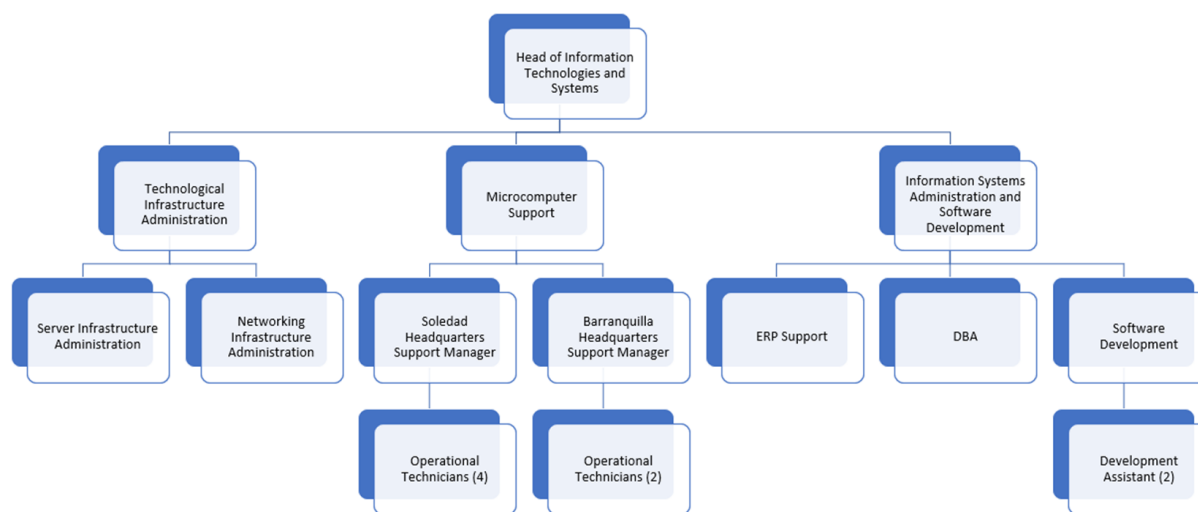 Head of Information
Technologies and
Systems
Technological
Infrastructure
Administration
Microcomputer
Support
Information Systems
Administration and
Software
Development
Server Infrastructure
Administration
Networking
Infrastructure
Administration
Soledad
Headquarters
Support Manager
Barranquilla
Headquarters
Support Manager
ERP Support
DBA
Software
Development
Operational
Technicians (4)
Operational
Technicians (2)
Development
Assistant (2)